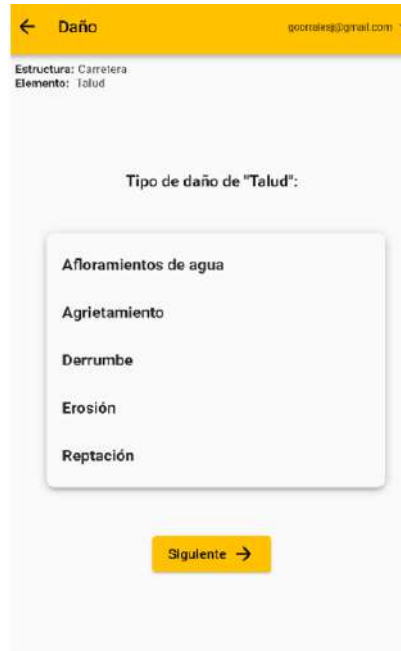 Daño
Estructura: Carretera
Elemento: Talud
Tipo de daño de "Talud":
Afloramientos de agua
Agrietamiento
Derrumbe
Erosión
Reptación
Siguiente